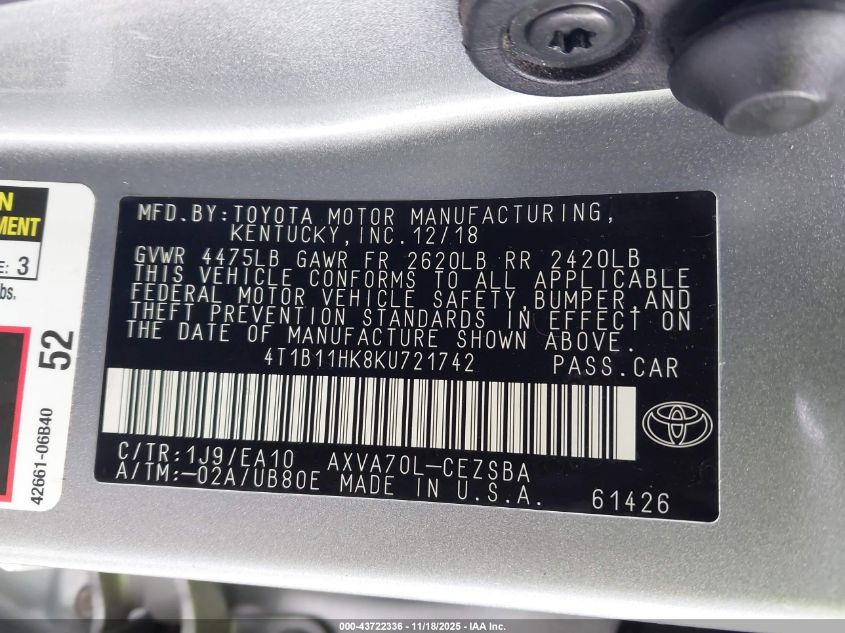 MFD.BY:TOYOTA MOTOR MANUFACTURING,
KENTUCKY,INC.12/18
GVWR 4475LB GAWR FR 2620LB RR 2420LB
THIS VEHICLE CONFORMS TO ALL APPLICABLE
FEDERAL MOTOR VEHICLE SAFETY,BUMPER,AND
THEFT PREVENTION STANDARDS IN EFFECT ON
THE DATE OF MANUFACTURE SHOWN ABOVE.
4T1B11HK8KU721742 PASS.CAR
C/TR:1J9/EA10 AXVA70L-CEZSBA
A/TM:-02A/UB80E MADE IN U.S.A. 61426
N
MENT
E: 3
bs.
52
42661-06B40
000-43722336 - 11/18/2025 - IAA Inc.